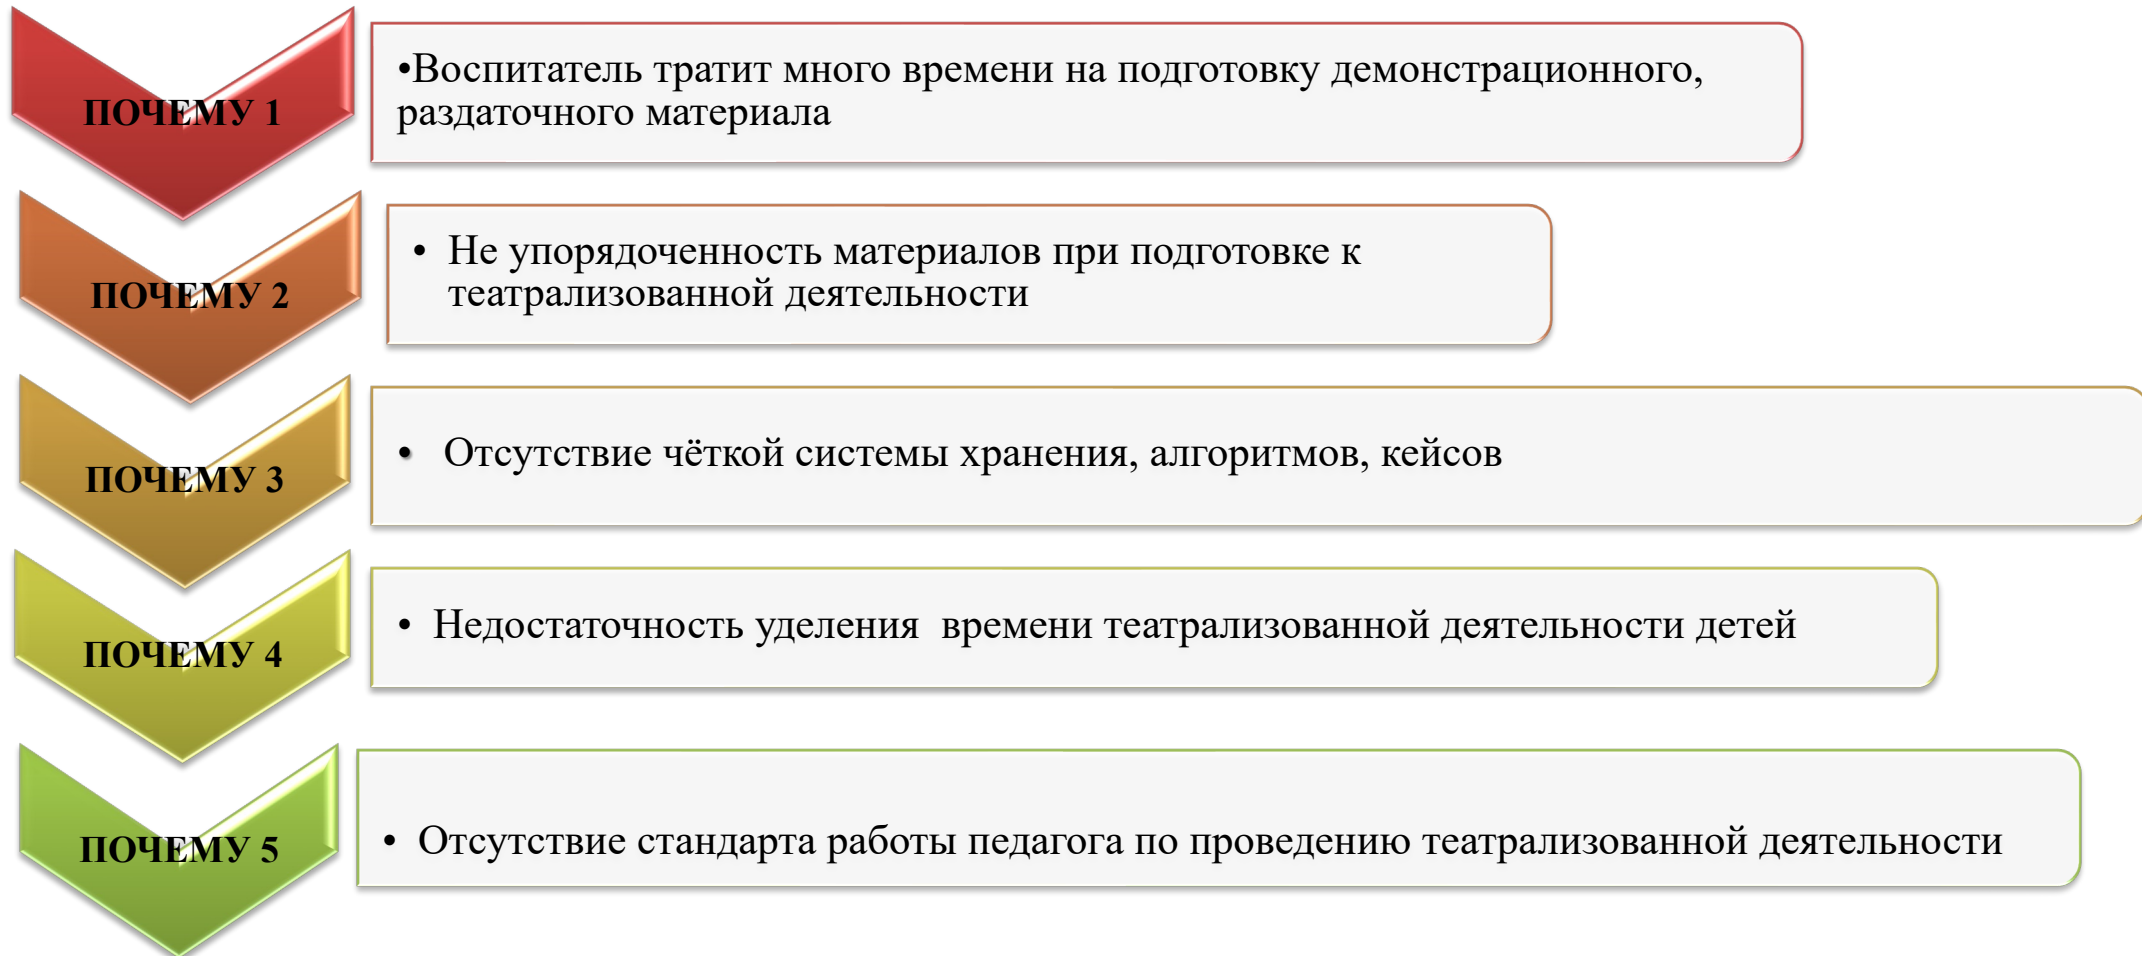 ПОЧЕМУ 1
•Воспитатель тратит много времени на подготовку демонстрационного,
раздаточного материала
ПОЧЕМУ 2
• Не упорядоченность материалов при подготовке к
театрализованной деятельности
ПОЧЕМУ 3
• Отсутствие чёткой системы хранения, алгоритмов, кейсов
ПОЧЕМУ 4
• Недостаточность уделения  времени театрализованной деятельности детей
ПОЧЕМУ 5
• Отсутствие стандарта работы педагога по проведению театрализованной деятельности